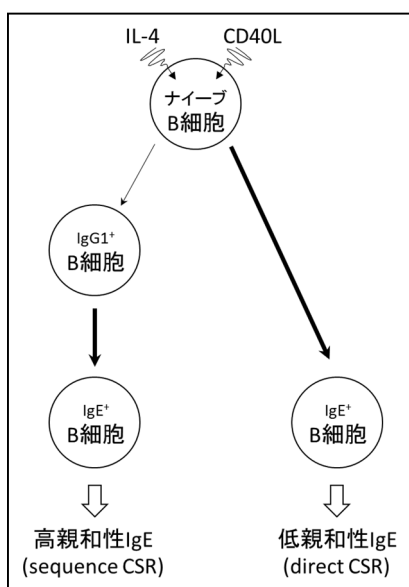 IL-4 CD40L
ナイーブ
B細胞
IgG1⁺
B細胞
IgE⁺
B細胞
IgE⁺
B細胞
高親和性IgE
(sequence CSR)
低親和性IgE
(direct CSR)